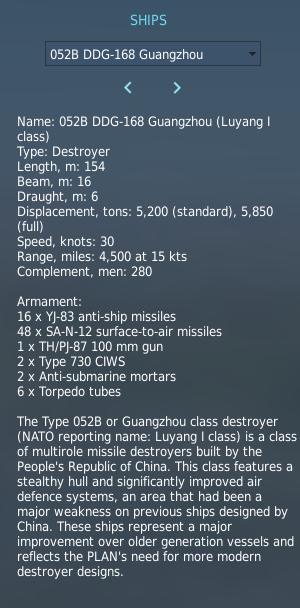 SHIPS
052B DDG-168 Guangzhou
Name: 052B DDG-168 Guangzhou (Luyang I
class)
Type: Destroyer
Length, m: 154
Beam, m: 16
Draught, m: 6
Displacement, tons: 5,200 (standard), 5,850
(full)
Speed, knots: 30
Range, miles: 4,500 at 15 kts
Complement, men: 280
Armament:
16 x YJ-83 anti-ship missiles
48 x SA-N-12 surface-to-air missiles
1 x TH/PJ-87 100 mm gun
2 x Type 730 CIWS
2 x Anti-submarine mortars
6 x Torpedo tubes
The Type 052B or Guangzhou class destroyer
(NATO reporting name: Luyang I class) is a class
of multirole missile destroyers built by the
People's Republic of China. This class features a
stealthy hull and significantly improved air
defence systems, an area that had been a
major weakness on previous ships designed by
China. These ships represent a major
improvement over older generation vessels and
reflects the PLAN's need for more modern
destroyer designs.